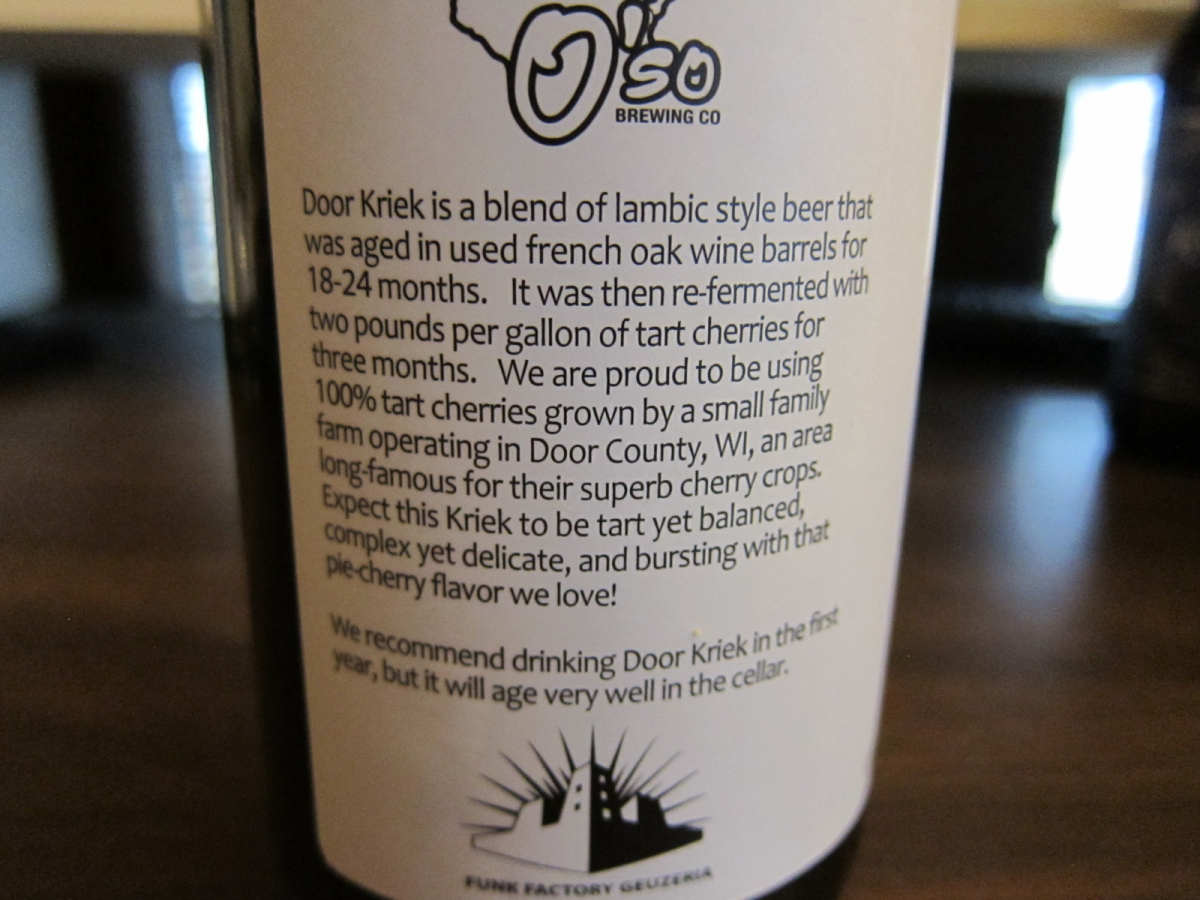 O'so
BREWING CO
Door Kriek is a blend of lambic style beer that
was aged in used french oak wine barrels for
18-24 months. It was then re-fermented with
two pounds per gallon of tart cherries for
three months. We are proud to be using
100% tart cherries grown by a small family
farm operating in Door County, WI, an area
long-famous for their superb cherry crops.
Expect this Kriek to be tart yet balanced,
complex yet delicate, and bursting with that
pie-cherry flavor we love!
We recommend drinking Door Kriek in the first
year, but it will age very well in the cellar.
FUNK FACTORY GEUZERIA